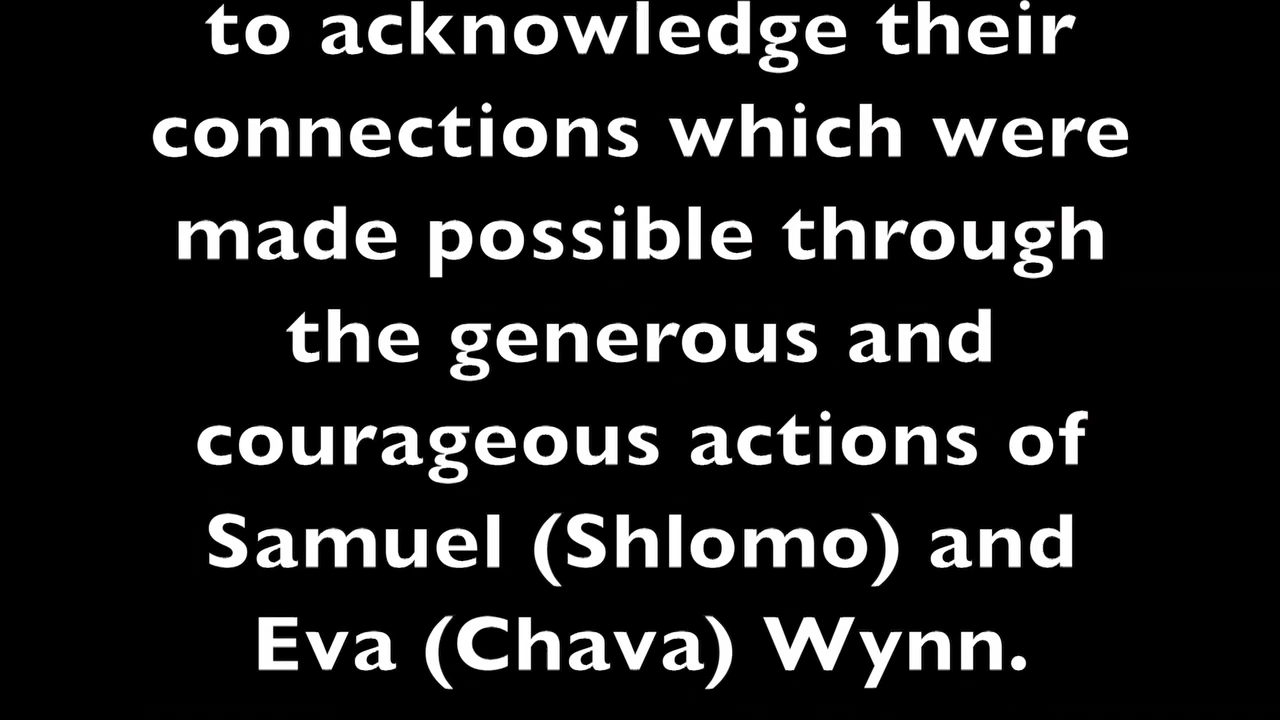 to acknowledge their
connections which were
made possible through
the generous and
courageous actions of
Samuel (Shlomo) and
Eva (Chava) Wynn.